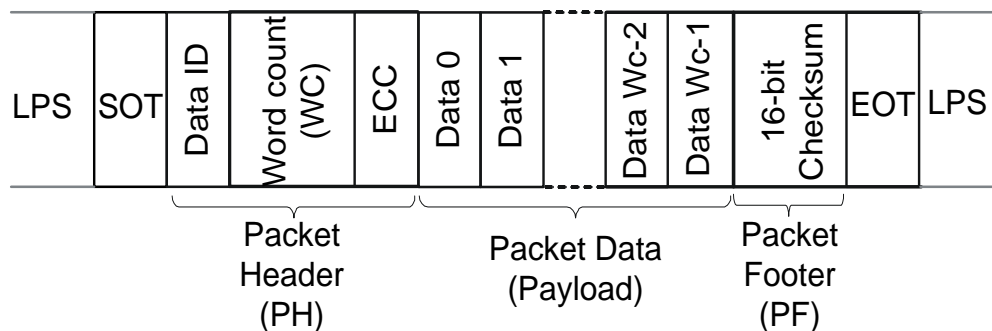 LPS
SOT
Data ID
Word count
(WC)
ECC
Data 0
Data 1
Data Wc-2
Data Wc-1
16-bit
Checksum
EOT
LPS
Packet
Header
(PH)
Packet Data
(Payload)
Packet
Footer
(PF)